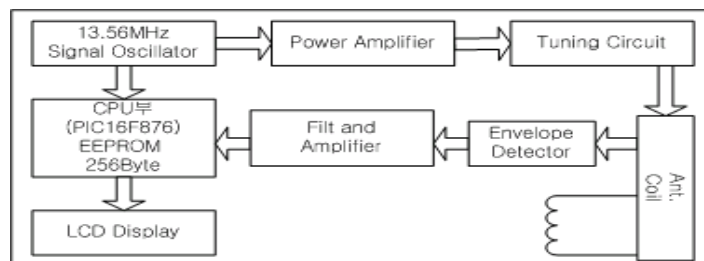 13.56MHz
Signal Oscillator
Power Amplifier
Tuning Circuit
CPU부
(PIC16F876)
EEPROM
256Byte
Filt and
Amplifier
Envelope
Detector
Ant.
Coil
LCD Display